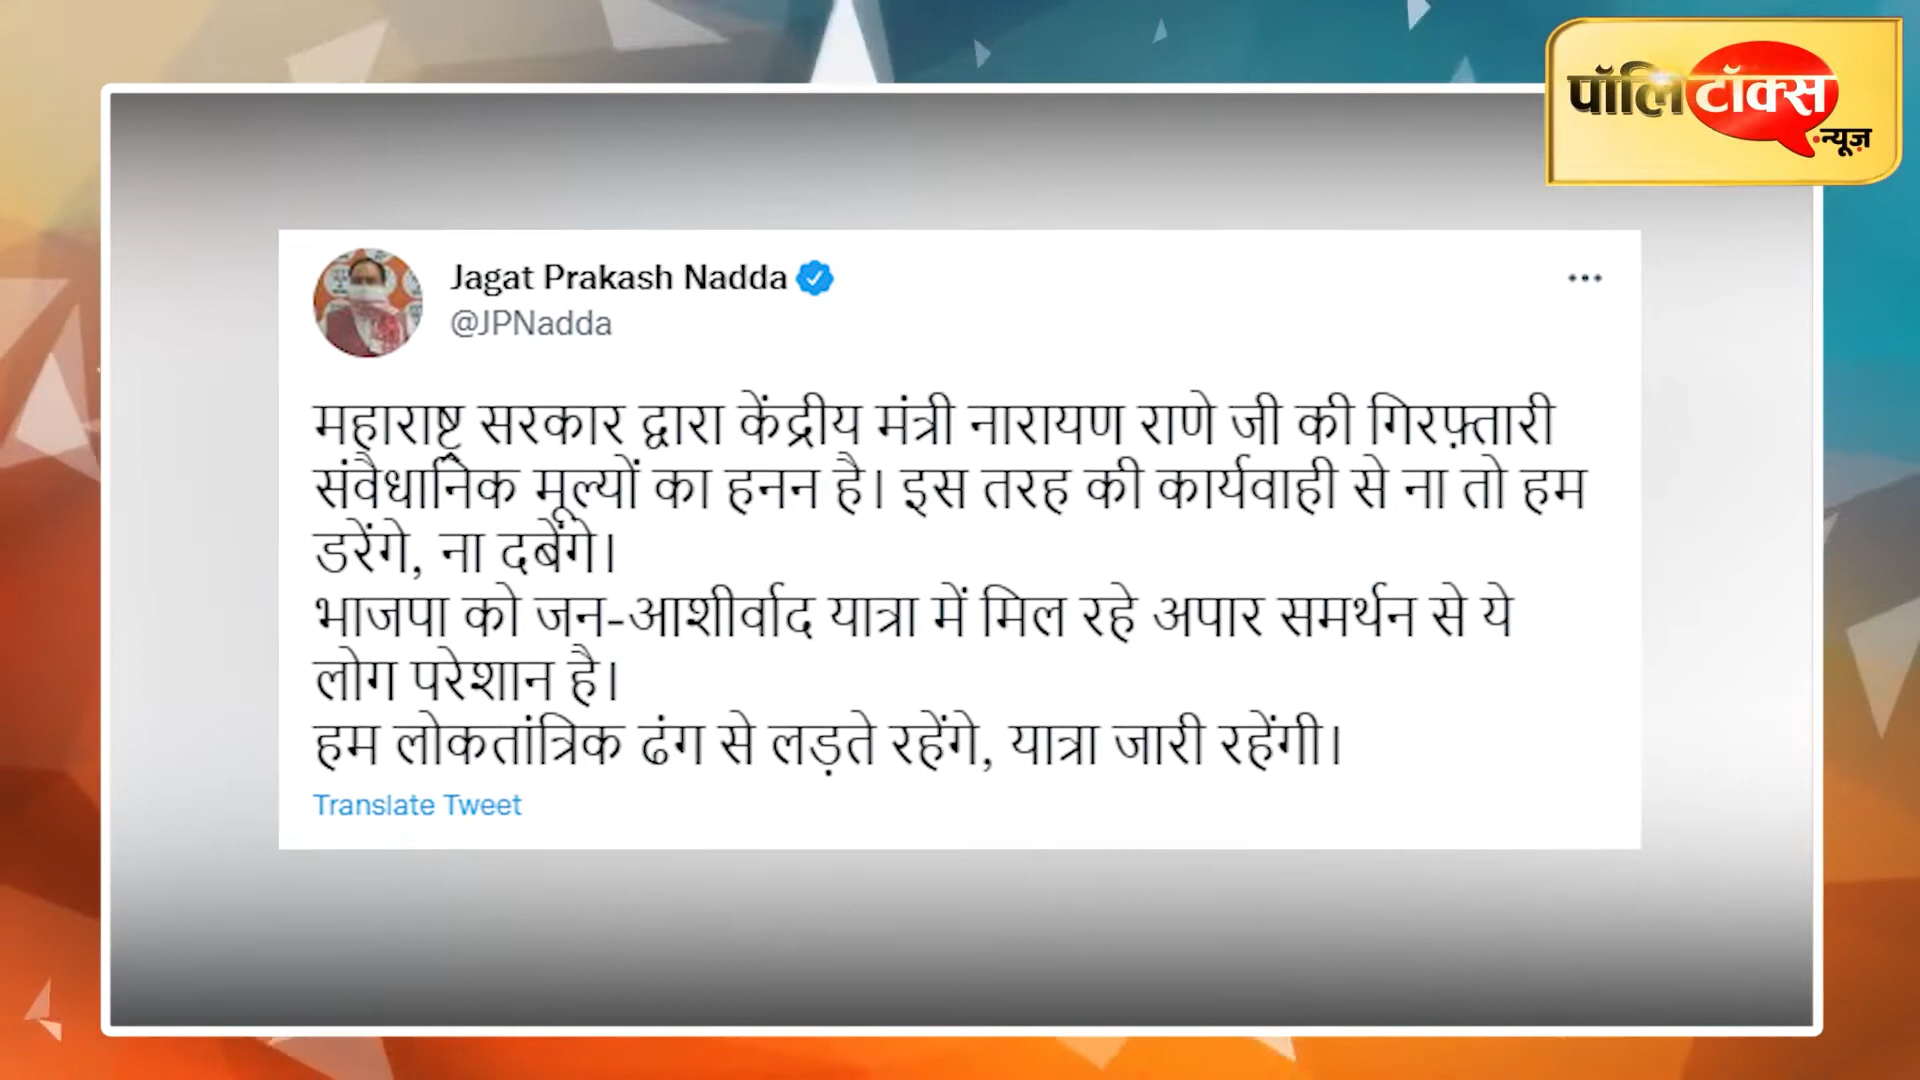 पॉलिटॉक्स
न्यूज़
Jagat Prakash Nadda
@JPNadda
महाराष्ट्र सरकार द्वारा केंद्रीय मंत्री नारायण राणे जी की गिरफ़्तारी
संवैधानिक मूल्यों का हनन है। इस तरह की कार्यवाही से ना तो हम
डरेंगे, ना दबेंगे।
भाजपा को जन-आशीर्वाद यात्रा में मिल रहे अपार समर्थन से ये
लोग परेशान है।
हम लोकतांत्रिक ढंग से लड़ते रहेंगे, यात्रा जारी रहेंगी।
Translate Tweet